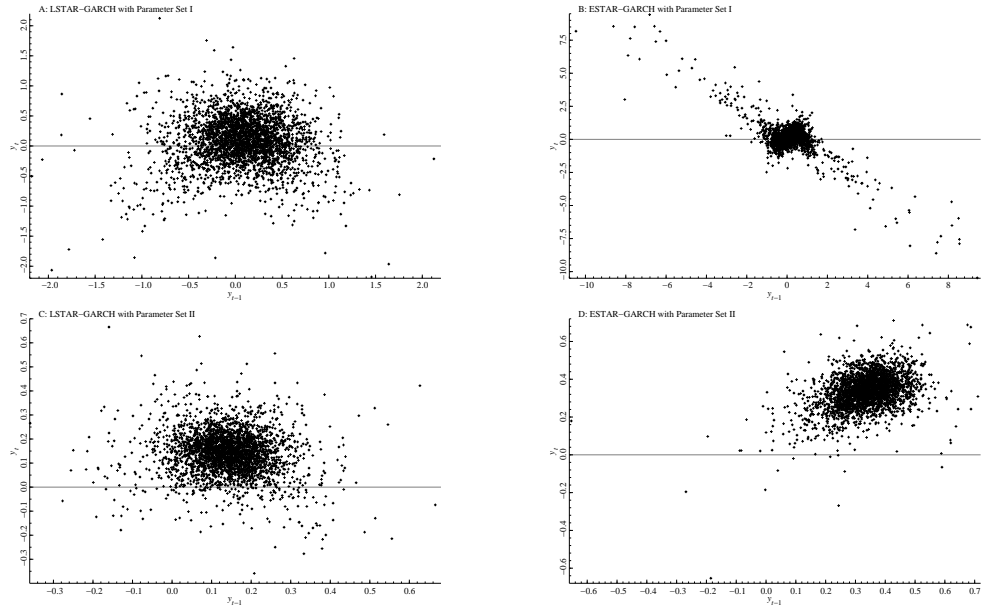 A: LSTAR−GARCH with Parameter Set I
2.0
1.5
1.0
0.5
0.0
−0.5
−1.0
−1.5
−2.0
y_t
−2.0 −1.5 −1.0 −0.5 0.0 0.5 1.0 1.5 2.0
y_{t−1}
B: ESTAR−GARCH with Parameter Set I
7.5
5.0
2.5
0.0
−2.5
−5.0
−7.5
−10.0
y_t
−10 −8 −6 −4 −2 0 2 4 6 8
y_{t−1}
C: LSTAR−GARCH with Parameter Set II
0.7
0.6
0.5
0.4
0.3
0.2
0.1
0.0
−0.1
−0.2
−0.3
y_t
−0.3 −0.2 −0.1 0.0 0.1 0.2 0.3 0.4 0.5 0.6
y_{t−1}
D: ESTAR−GARCH with Parameter Set II
0.6
0.4
0.2
0.0
−0.2
−0.4
−0.6
y_t
−0.6 −0.5 −0.4 −0.3 −0.2 −0.1 0.0 0.1 0.2 0.3 0.4 0.5 0.6 0.7
y_{t−1}